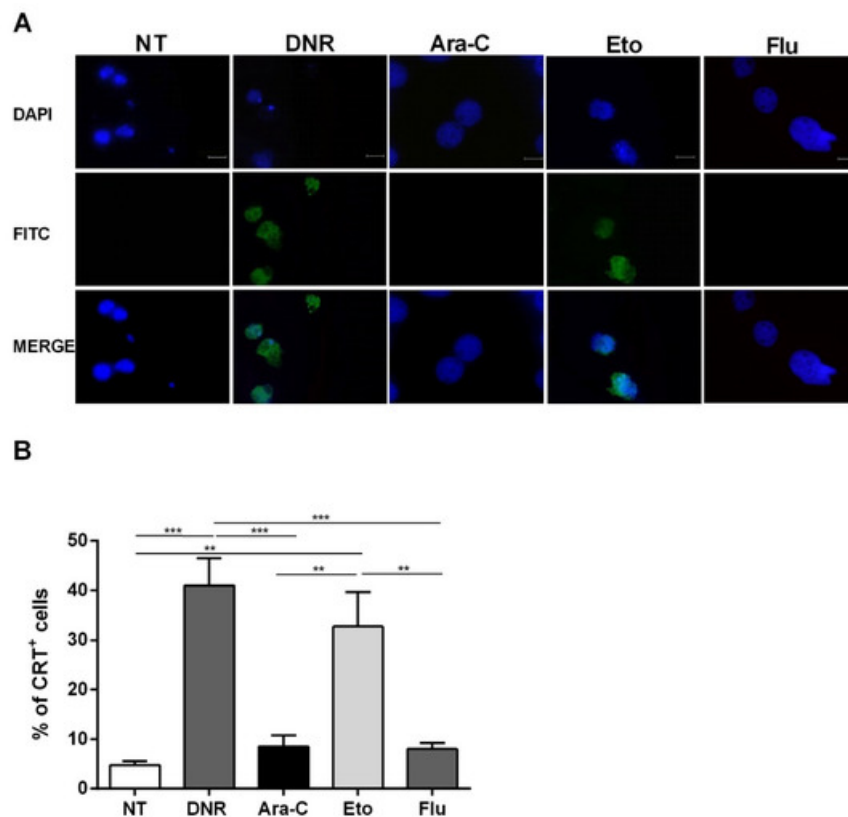 A
NT DNR Ara-C Eto Flu
DAPI
FITC
MERGE
B
*** ***
***
**
** **
50
40
30
20
10
0
% of CRT+ cells
NT DNR Ara-C Eto Flu